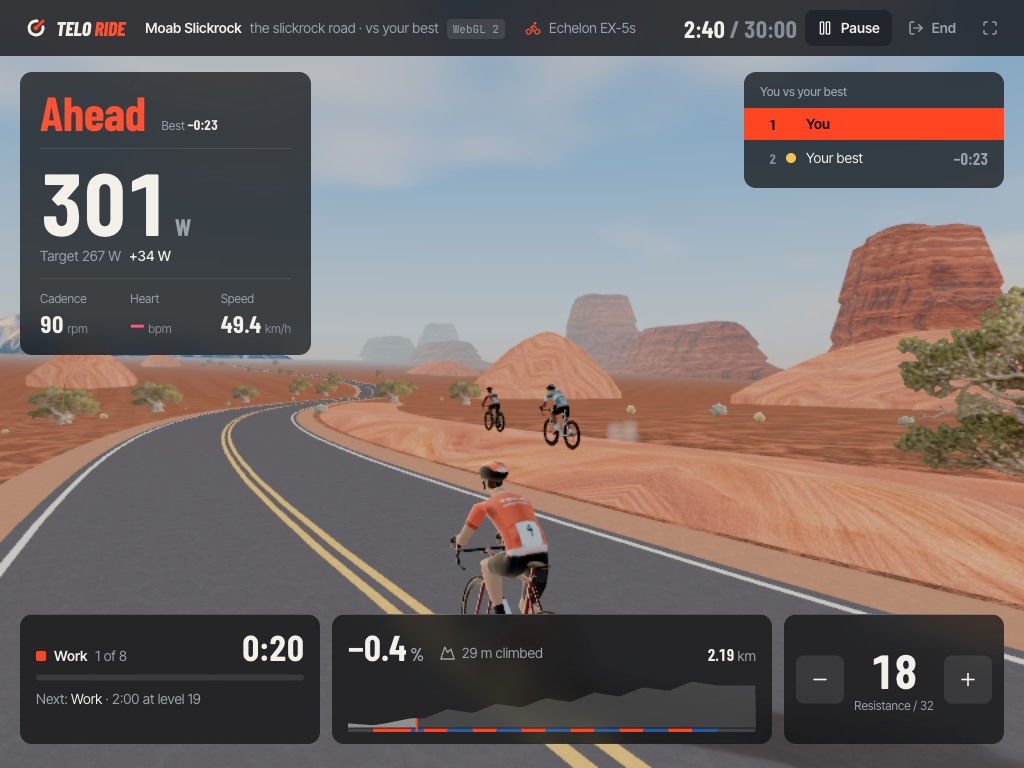 TELO RIDE Moab Slickrock the slickrock road · vs your best WebGL 2 Echelon EX-5s 2:40 / 30:00 Pause End
Ahead Best −0:23
301 W
Target 267 W +34 W
Cadence Heart Speed
90 rpm — bpm 49.4 km/h
You vs your best
1 You
2 Your best −0:23
Work 1 of 8 0:20
Next: Work · 2:00 at level 19
−0.4 % 29 m climbed 2.19 km
− 18 +
Resistance / 32